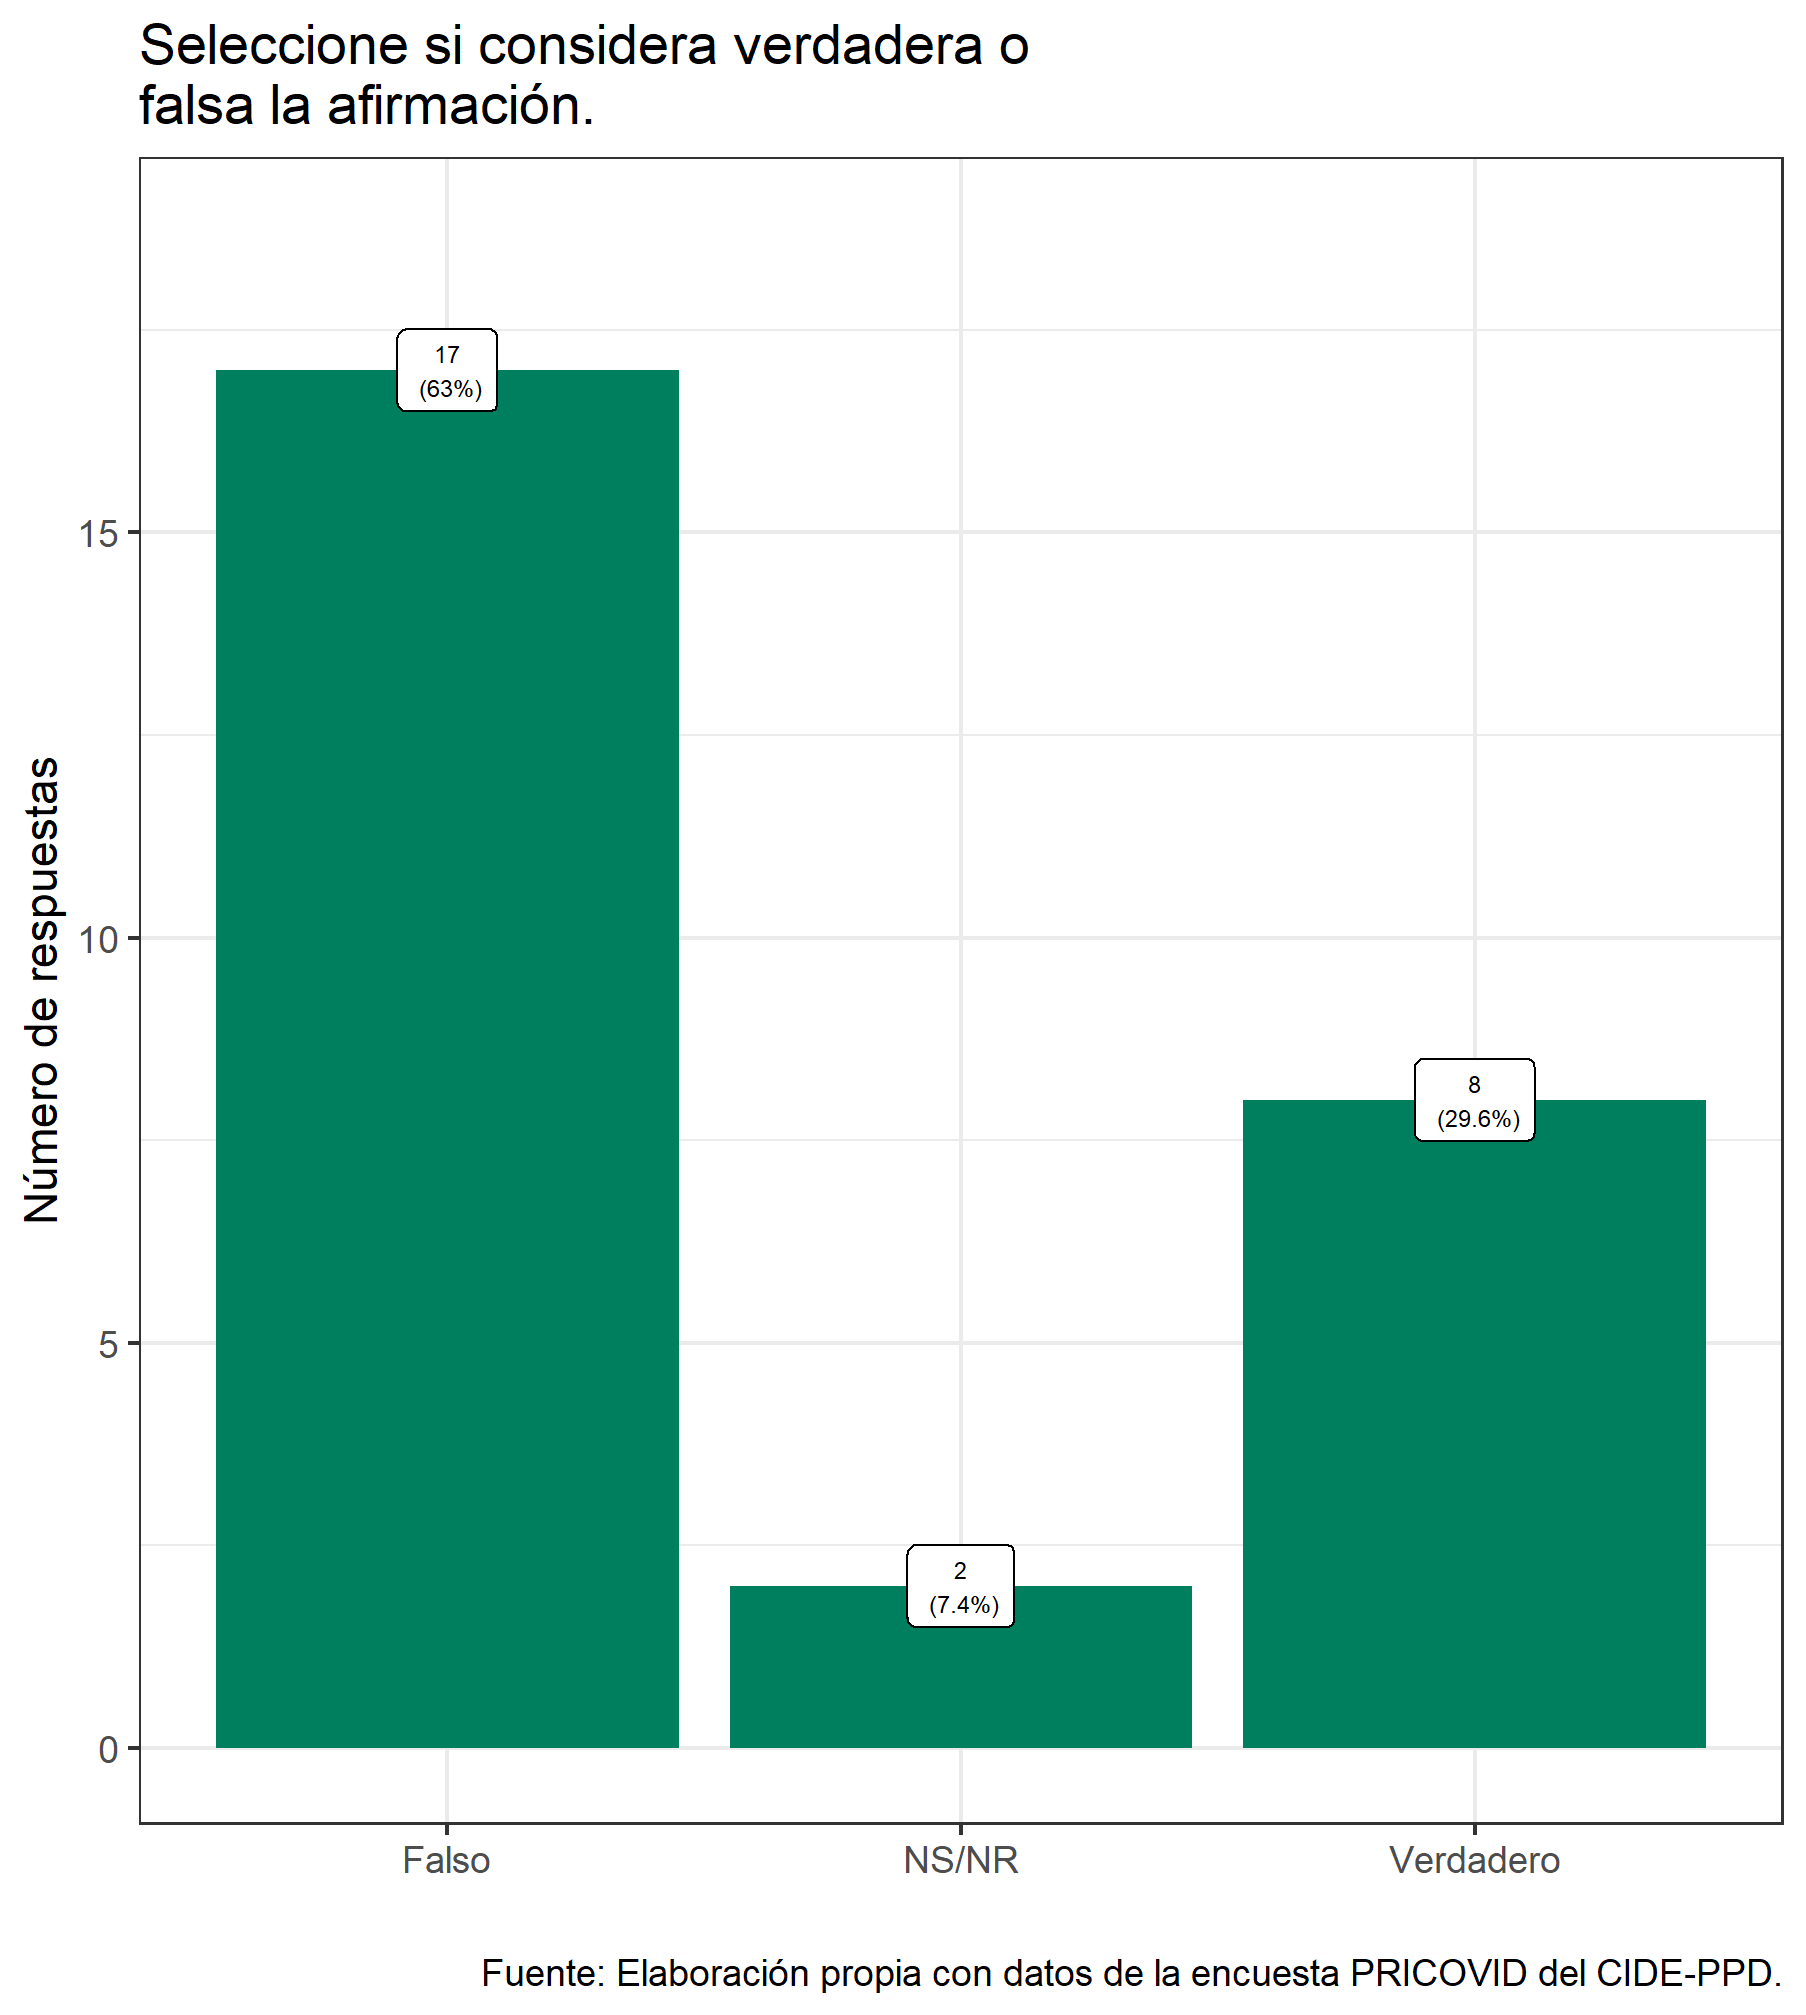 Seleccione si considera verdadera o
falsa la afirmación.
Número de respuestas
15
10
5
0
17
(63%)
2
(7.4%)
8
(29.6%)
Falso
NS/NR
Verdadero
Fuente: Elaboración propia con datos de la encuesta PRICOVID del CIDE-PPD.